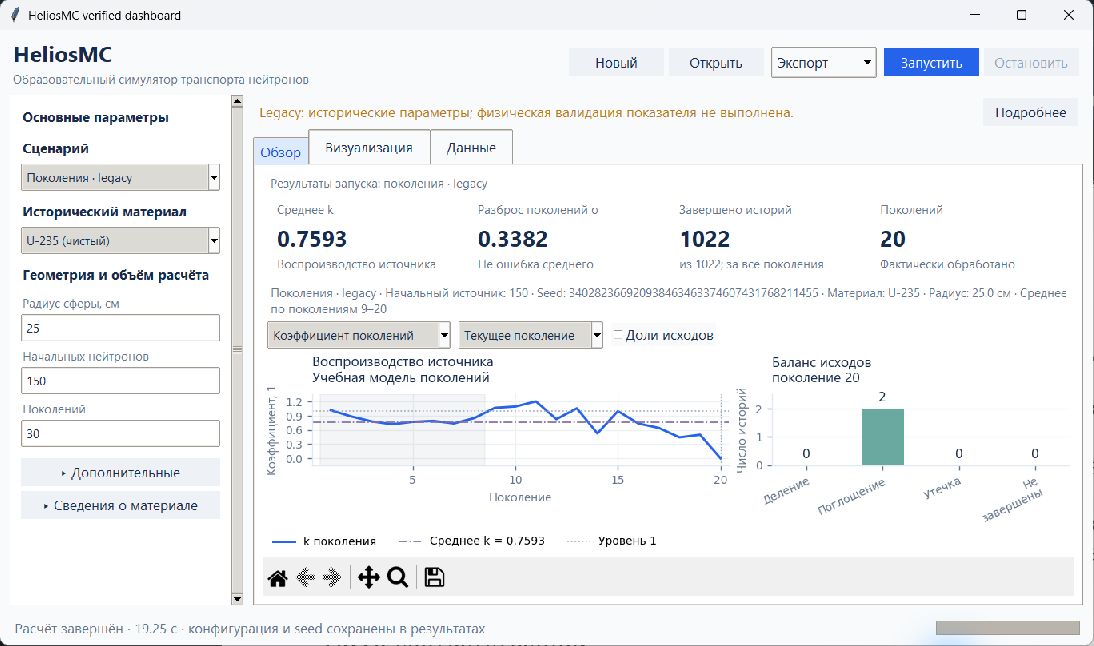 HeliosMC verified dashboard
HeliosMC
Образовательный симулятор транспорта нейтронов
Новый Открыть Экспорт Запустить Остановить
Основные параметры
Сценарий
Поколения · legacy
Исторический материал
U-235 (чистый)
Геометрия и объём расчёта
Радиус сферы, см
25
Начальных нейтронов
150
Поколений
30
‣ Дополнительные
‣ Сведения о материале
Legacy: исторические параметры; физическая валидация показателя не выполнена.
Подробнее
Обзор Визуализация Данные
Результаты запуска: поколения · legacy
Среднее k Разброс поколений σ Завершено историй Поколений
0.7593 0.3382 1022 20
Воспроизводство источника Не ошибка среднего из 1022; за все поколения Фактически обработано
Поколения · legacy · Начальный источник: 150 · Seed: 340282366920938463463374607431768211455 · Материал: U-235 · Радиус: 25.0 см · Среднее
по поколениям 9–20
Коэффициент поколений Текущее поколение Доли исходов
Воспроизводство источника
Учебная модель поколений
Коэффициент, 1
1.2
0.9
0.6
0.3
0.0
5 10 15 20
Поколение
Баланс исходов
поколение 20
Число историй
2
1
0
0 2 0 0
Деление
Поглощение
Утечка
Не
завершены
k поколения Среднее k = 0.7593 Уровень 1
Расчёт завершён · 19.25 с · конфигурация и seed сохранены в результатах